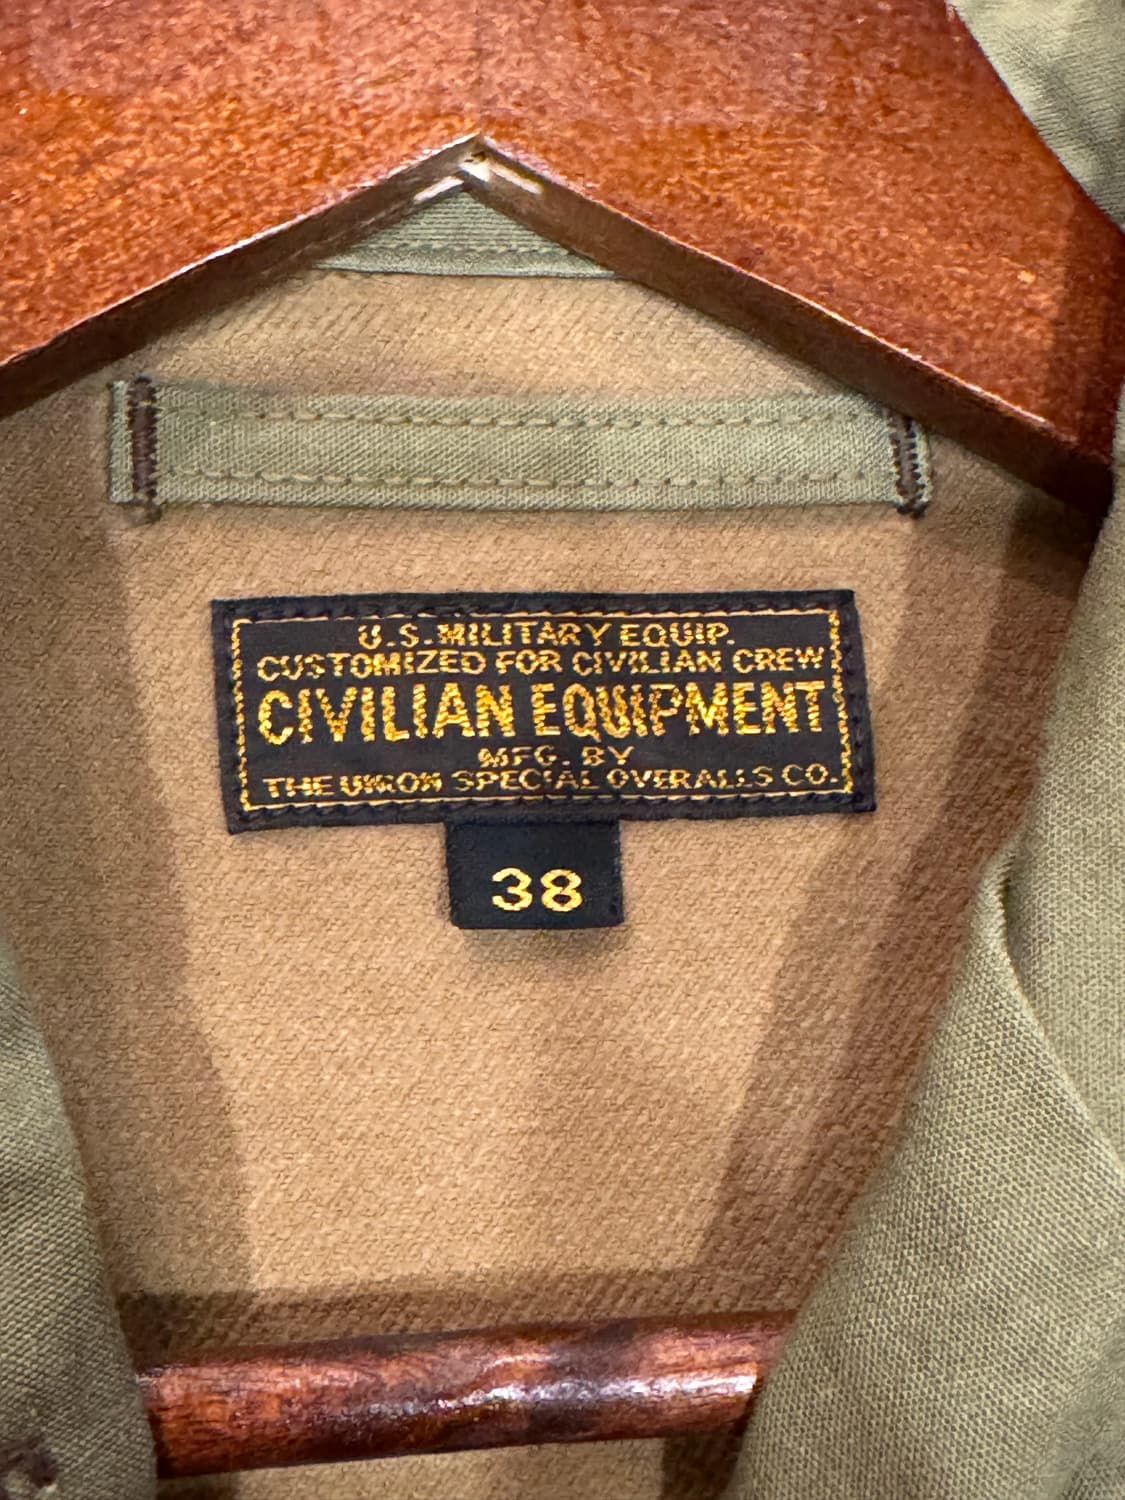 U.S. MILITARY EQUIP.
CUSTOMIZED FOR CIVILIAN CREW
CIVILIAN EQUIPMENT
MFG. BY
THE UNION SPECIAL OVERALLS CO.
38